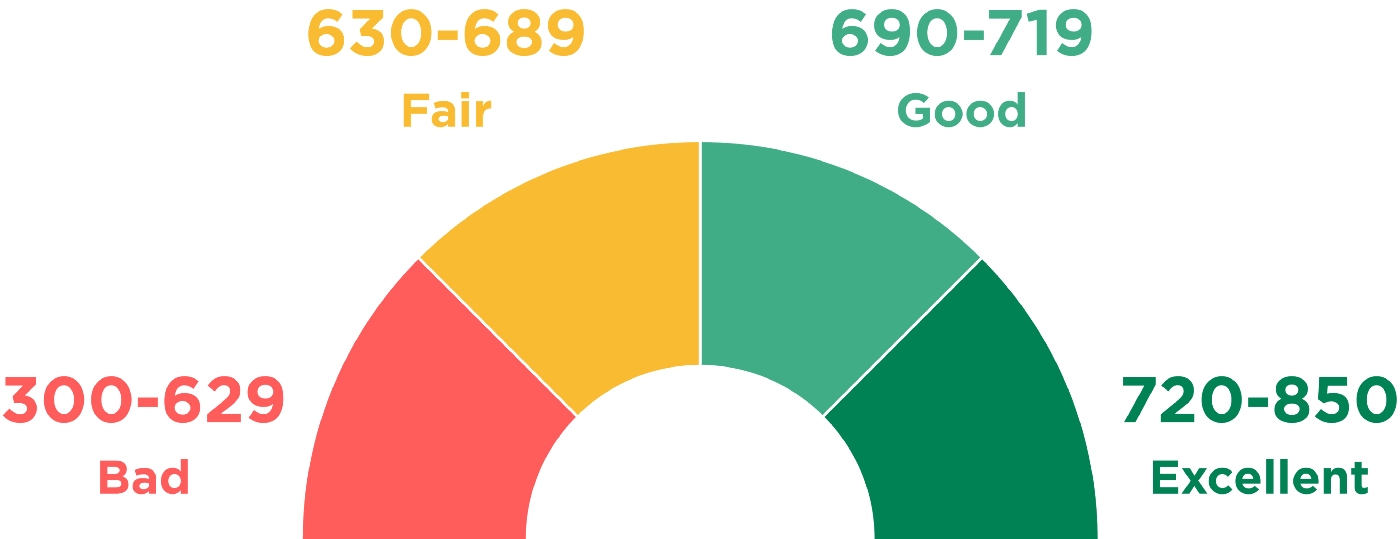 630-689
Fair
690-719
Good
300-629
Bad
720-850
Excellent